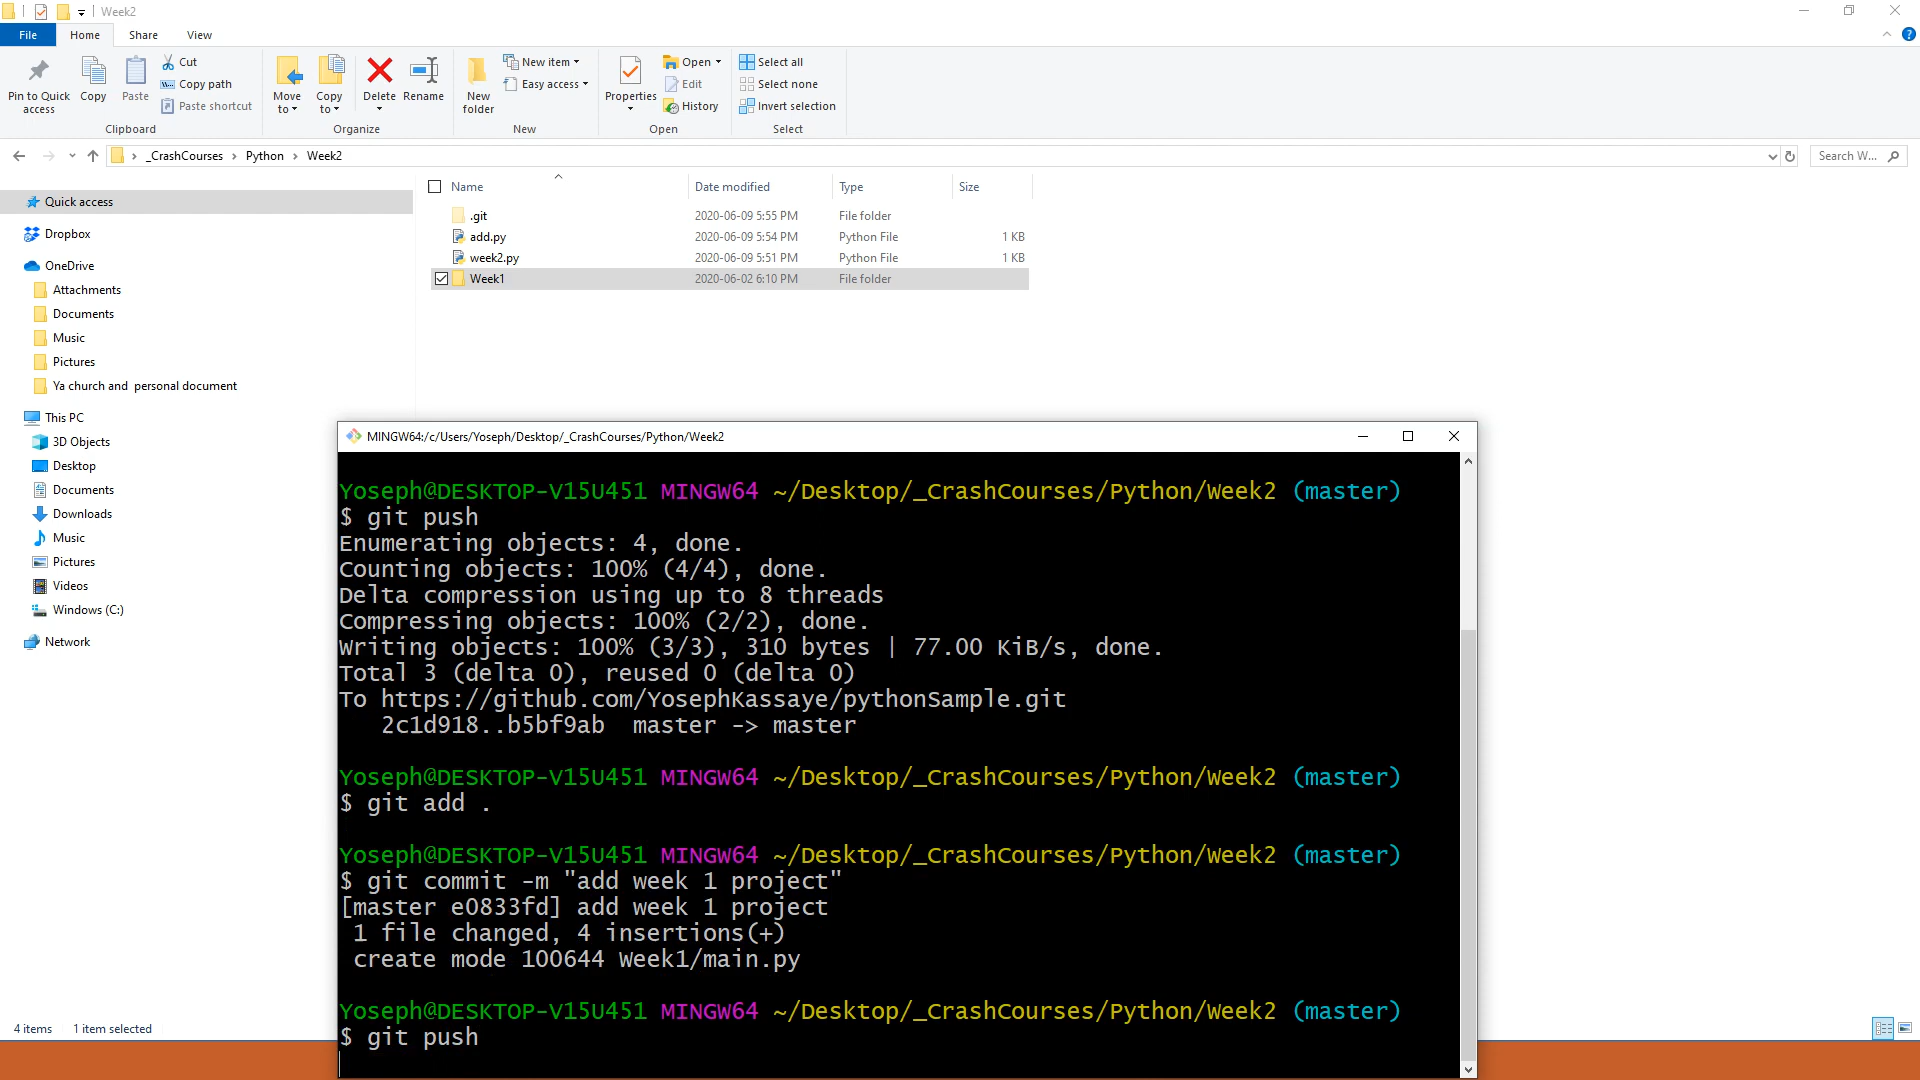 Week2
File Home Share View
Pin to Quick access
Copy
Paste
Cut
Copy path
Paste shortcut
Clipboard
Move to
Copy to
Delete
Rename
Organize
New folder
New item
Easy access
New
Properties
Open
Edit
History
Open
Select all
Select none
Invert selection
Select
_CrashCourses > Python > Week2
Search W...
Name Date modified Type Size
.git 2020-06-09 5:55 PM File folder
add.py 2020-06-09 5:54 PM Python File 1 KB
week2.py 2020-06-09 5:51 PM Python File 1 KB
Week1 2020-06-02 6:10 PM File folder
Quick access
Dropbox
OneDrive
Attachments
Documents
Music
Pictures
Ya church and personal document
This PC
3D Objects
Desktop
Documents
Downloads
Music
Pictures
Videos
Windows (C:)
Network
4 items 1 item selected
MINGW64:/c/Users/Yoseph/Desktop/_CrashCourses/Python/Week2
Yoseph@DESKTOP-V15U451 MINGW64 ~/Desktop/_CrashCourses/Python/Week2 (master)
$ git push
Enumerating objects: 4, done.
Counting objects: 100% (4/4), done.
Delta compression using up to 8 threads
Compressing objects: 100% (2/2), done.
Writing objects: 100% (3/3), 310 bytes | 77.00 KiB/s, done.
Total 3 (delta 0), reused 0 (delta 0)
To https://github.com/YosephKassaye/pythonSample.git
2c1d918..b5bf9ab master -> master
Yoseph@DESKTOP-V15U451 MINGW64 ~/Desktop/_CrashCourses/Python/Week2 (master)
$ git add .
Yoseph@DESKTOP-V15U451 MINGW64 ~/Desktop/_CrashCourses/Python/Week2 (master)
$ git commit -m "add week 1 project"
[master e0833fd] add week 1 project
1 file changed, 4 insertions(+)
create mode 100644 Week1/main.py
Yoseph@DESKTOP-V15U451 MINGW64 ~/Desktop/_CrashCourses/Python/Week2 (master)
$ git push